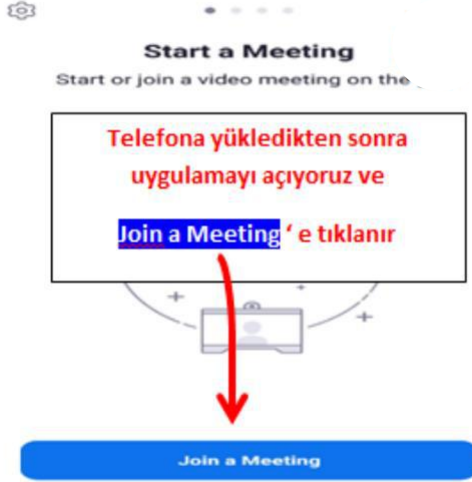 Start a Meeting
Start or join a video meeting on the
Telefona yükledikten sonra
uygulamayı açıyoruz ve
Join a Meeting ‘ e tıklanır
Join a Meeting